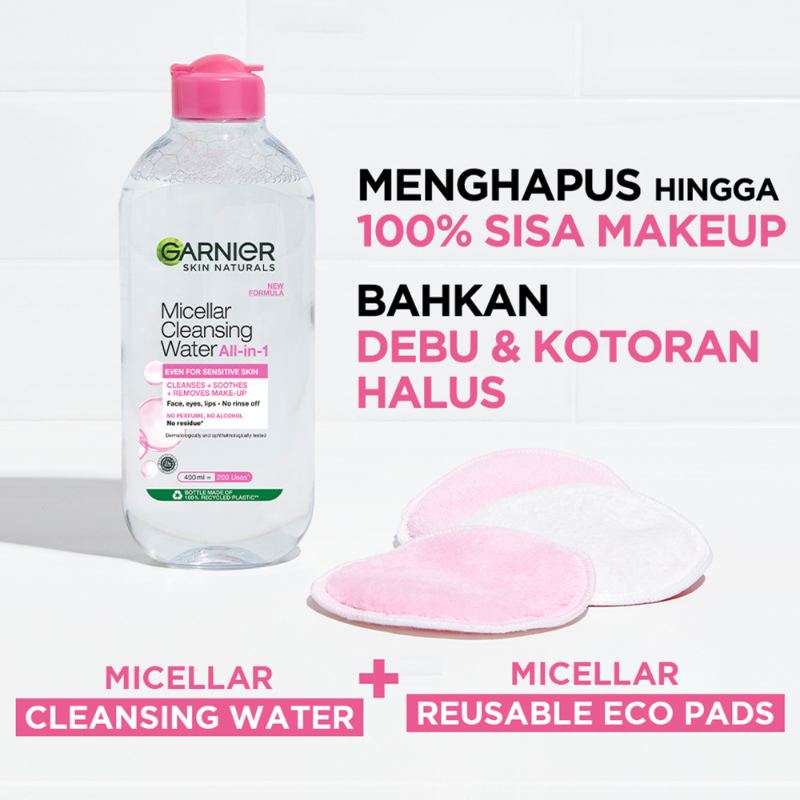 GARNIER
SKIN NATURALS
NEW
FORMULA
Micellar
Cleansing
Water All-in-1
EVEN FOR SENSITIVE SKIN
CLEANSES + SOOTHES
+ REMOVES MAKE-UP
Face, eyes, lips • No rinse off
NO PERFUME, NO ALCOHOL
No residue*
Dermatologically and ophthalmologically tested
400ml = 200 Uses*
BOTTLE MADE OF
100% RECYCLED PLASTIC**
MENGHAPUS HINGGA
100% SISA MAKEUP
BAHKAN
DEBU & KOTORAN
HALUS
MICELLAR
CLEANSING WATER
+
MICELLAR
REUSABLE ECO PADS